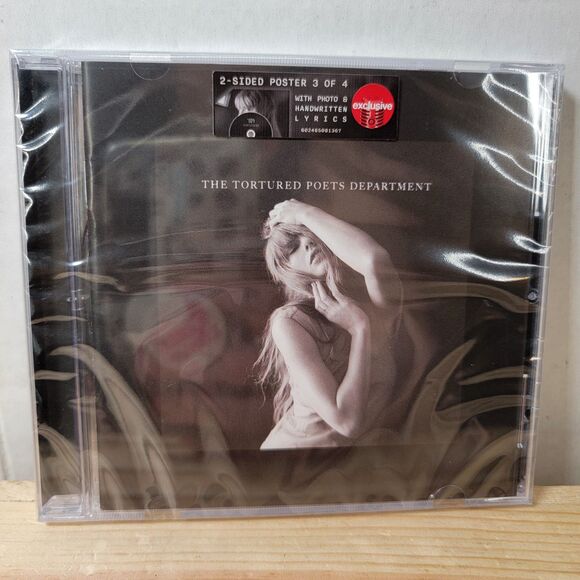 2-SIDED POSTER 3 OF 4
WITH PHOTO &
HANDWRITTEN
LYRICS
602465081367
exclusive
THE TORTURED POETS DEPARTMENT